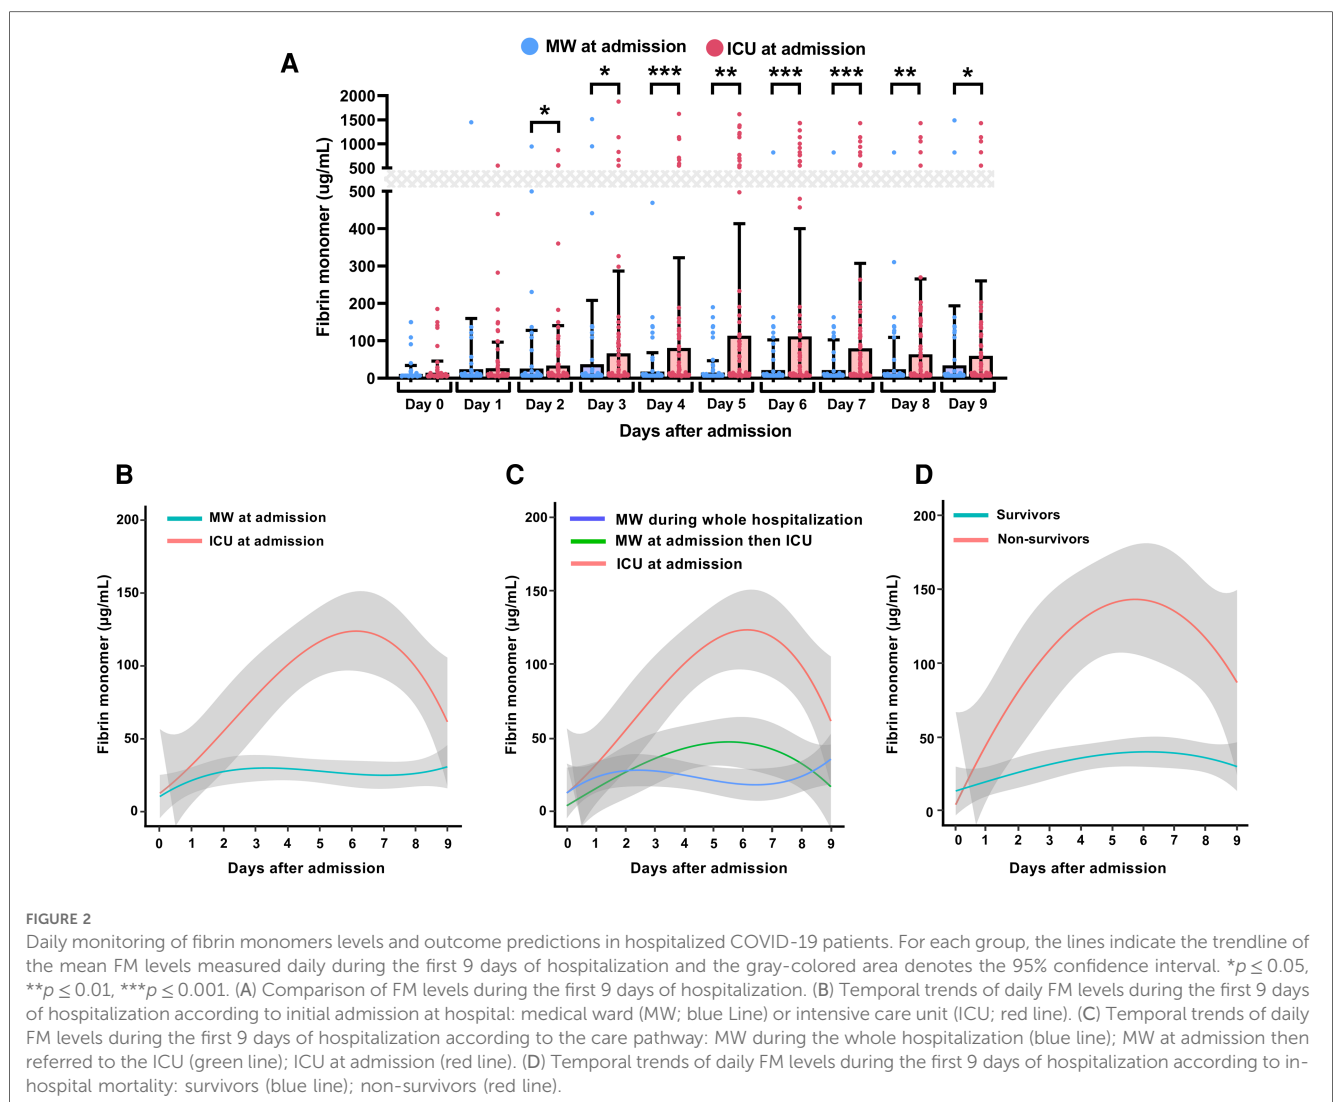 A
MW at admission
ICU at admission
*
*
***
**
***
***
**
*
Fibrin monomer (ug/mL)
2000
1500
1000
500
500
400
300
200
100
0
Day 0 Day 1 Day 2 Day 3 Day 4 Day 5 Day 6 Day 7 Day 8 Day 9
Days after admission
B
MW at admission
ICU at admission
Fibrin monomer (µg/mL)
200
150
100
50
0
0 1 2 3 4 5 6 7 8 9
Days after admission
C
MW during whole hospitalization
MW at admission then ICU
ICU at admission
Fibrin monomer (µg/mL)
200
150
100
50
0
0 1 2 3 4 5 6 7 8 9
Days after admission
D
Survivors
Non-survivors
Fibrin monomer (µg/mL)
200
150
100
50
0
0 1 2 3 4 5 6 7 8 9
Days after admission
FIGURE 2
Daily monitoring of fibrin monomers levels and outcome predictions in hospitalized COVID-19 patients. For each group, the lines indicate the trendline of
the mean FM levels measured daily during the first 9 days of hospitalization and the gray-colored area denotes the 95% confidence interval. *p ≤ 0.05,
**p ≤ 0.01, ***p ≤ 0.001. (A) Comparison of FM levels during the first 9 days of hospitalization. (B) Temporal trends of daily FM levels during the first 9 days
of hospitalization according to initial admission at hospital: medical ward (MW; blue Line) or intensive care unit (ICU; red line). (C) Temporal trends of daily
FM levels during the first 9 days of hospitalization according to the care pathway: MW during the whole hospitalization (blue line); MW at admission then
referred to the ICU (green line); ICU at admission (red line). (D) Temporal trends of daily FM levels during the first 9 days of hospitalization according to in-
hospital mortality: survivors (blue line); non-survivors (red line).